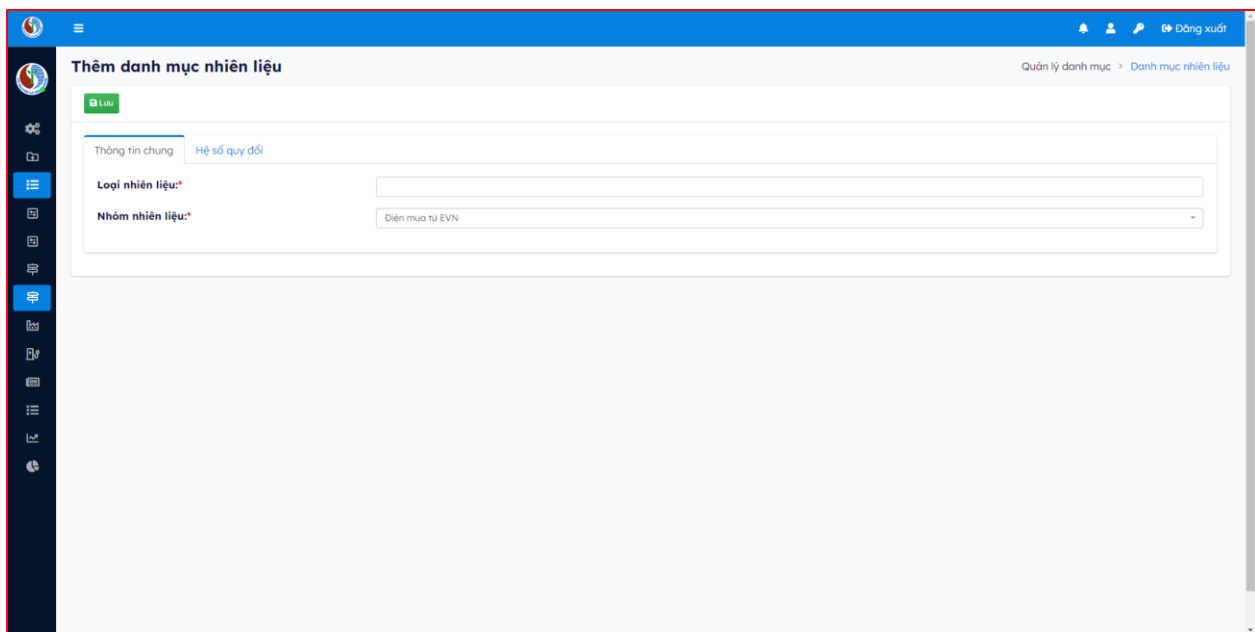 Đăng xuất
Thêm danh mục nhiên liệu
Quản lý danh mục > Danh mục nhiên liệu
Lưu
Thông tin chung Hệ số quy đổi
Loại nhiên liệu:*
Nhóm nhiên liệu:* Điện mua từ EVN